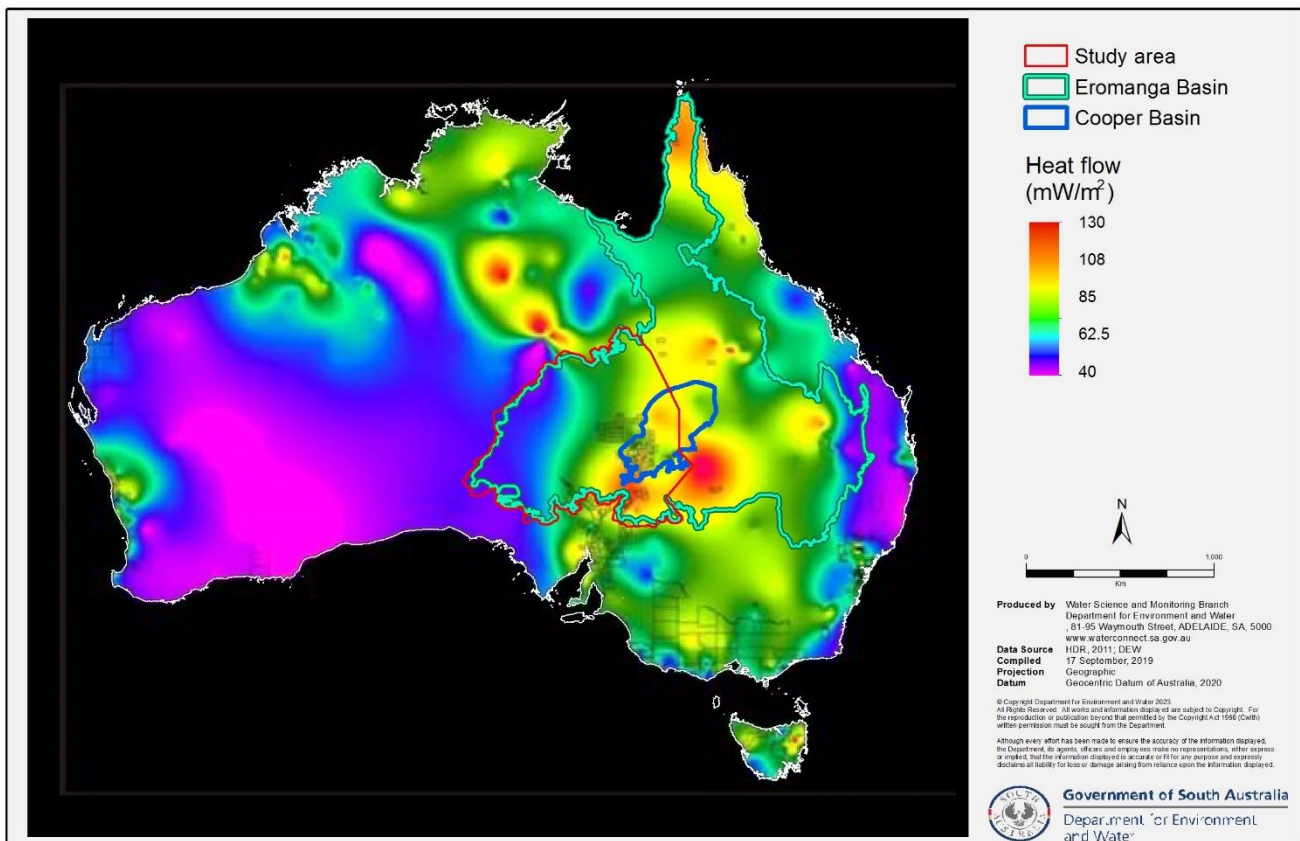 Study area
Eromanga Basin
Cooper Basin
Heat flow
(mW/m²)
130
108
85
62.5
40
N
0
1,000
Km
Produced by Water Science and Monitoring Branch
Department for Environment and Water
, 81-95 Waymouth Street, ADELAIDE, SA, 5000
www.waterconnect.sa.gov.au
Data Source HDR, 2011; DEW
Compiled 17 September, 2019
Projection Geographic
Datum Geocentric Datum of Australia, 2020
© Copyright Department for Environment and Water 2023.
All Rights Reserved. All works and information displayed are subject to Copyright. For
the reproduction or publication beyond that permitted by the Copyright Act 1968 (Cwlth)
written permission must be sought from the Department.
Although every effort has been made to ensure the accuracy of the information displayed,
the Department, its agents, officers and employees make no representations, either express
or implied, that the information displayed is accurate or fit for any purpose and expressly
disclaims all liability for loss or damage arising from reliance upon the information displayed.
SOUTH
AUSTRALIA
Government of South Australia
Department for Environment
and Water